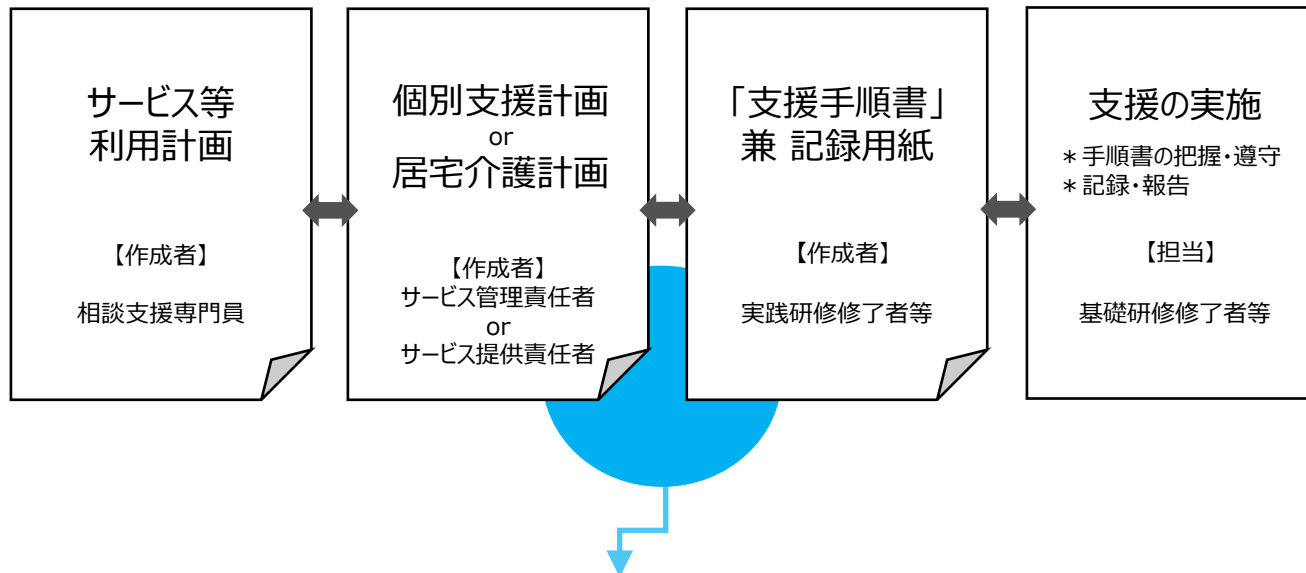 サービス等
利用計画
【作成者】
相談支援専門員
個別支援計画
or
居宅介護計画
【作成者】
サービス管理責任者
or
サービス提供責任者
「支援手順書」
兼 記録用紙
【作成者】
実践研修修了者等
支援の実施
＊手順書の把握・遵守
＊記録・報告
【担当】
基礎研修修了者等